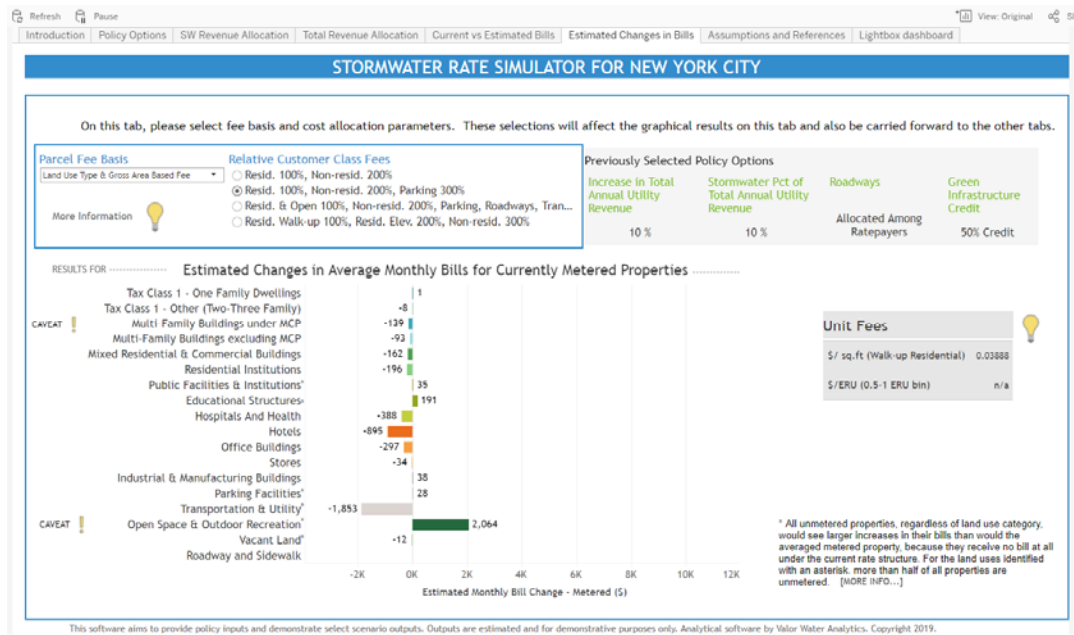 Refresh Pause View: Original
Introduction Policy Options SW Revenue Allocation Total Revenue Allocation Current vs Estimated Bills Estimated Changes in Bills Assumptions and References Lightbox dashboard
STORMWATER RATE SIMULATOR FOR NEW YORK CITY
On this tab, please select fee basis and cost allocation parameters. These selections will affect the graphical results on this tab and also be carried forward to the other tabs.
Parcel Fee Basis
Land Use Type & Gross Area Based Fee
More Information
Relative Customer Class Fees
Resid. 100%, Non-resid. 200%
Resid. 100%, Non-resid. 200%, Parking 300%
Resid. & Open 100%, Non-resid. 200%, Parking, Roadways, Tran...
Resid. Walk-up 100%, Resid. Elev. 200%, Non-resid. 300%
Previously Selected Policy Options
Increase in Total
Annual Utility
Revenue
10 %
Stormwater Pct of
Total Annual Utility
Revenue
10 %
Roadways
Allocated Among
Ratepayers
Green
Infrastructure
Credit
50% Credit
RESULTS FOR Estimated Changes in Average Monthly Bills for Currently Metered Properties
Tax Class 1 - One Family Dwellings 1
Tax Class 1 - Other (Two-Three Family) -8
CAVEAT Multi Family Buildings under MCP -139
Multi-Family Buildings excluding MCP -93
Mixed Residential & Commercial Buildings -162
Residential Institutions -196
Public Facilities & Institutions* 35
Educational Structures* 191
Hospitals And Health -388
Hotels -895
Office Buildings -297
Stores -34
Industrial & Manufacturing Buildings 38
Parking Facilities* 28
Transportation & Utility* -1,853
CAVEAT Open Space & Outdoor Recreation* 2,064
Vacant Land* -12
Roadway and Sidewalk
-2K 0K 2K 4K 6K 8K 10K 12K
Estimated Monthly Bill Change - Metered ($)
Unit Fees
$/ sq.ft (Walk-up Residential) 0.03888
$/ERU (0.5-1 ERU bin) n/a
* All unmetered properties, regardless of land use category,
would see larger increases in their bills than would the
averaged metered property, because they receive no bill at all
under the current rate structure. For the land uses identified
with an asterisk, more than half of all properties are
unmetered. [MORE INFO...]
This software aims to provide policy inputs and demonstrate select scenario outputs. Outputs are estimated and for demonstrative purposes only. Analytical software by Valor Water Analytics. Copyright 2019.